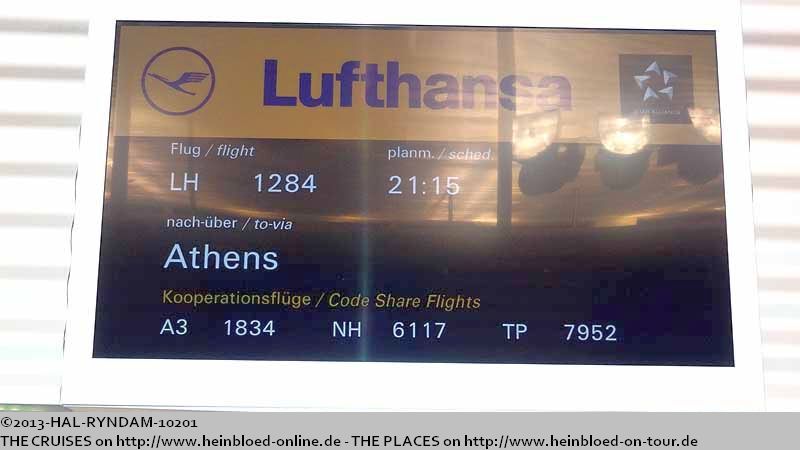 Lufthansa
STAR ALLIANCE
Flug / flight planm. / sched.
LH 1284 21:15
nach-über / to-via
Athens
Kooperationsflüge / Code Share Flights
A3 1834 NH 6117 TP 7952
©2013-HAL-RYNDAM-10201
THE CRUISES on http://www.heinbloed-online.de - THE PLACES on http://www.heinbloed-on-tour.de